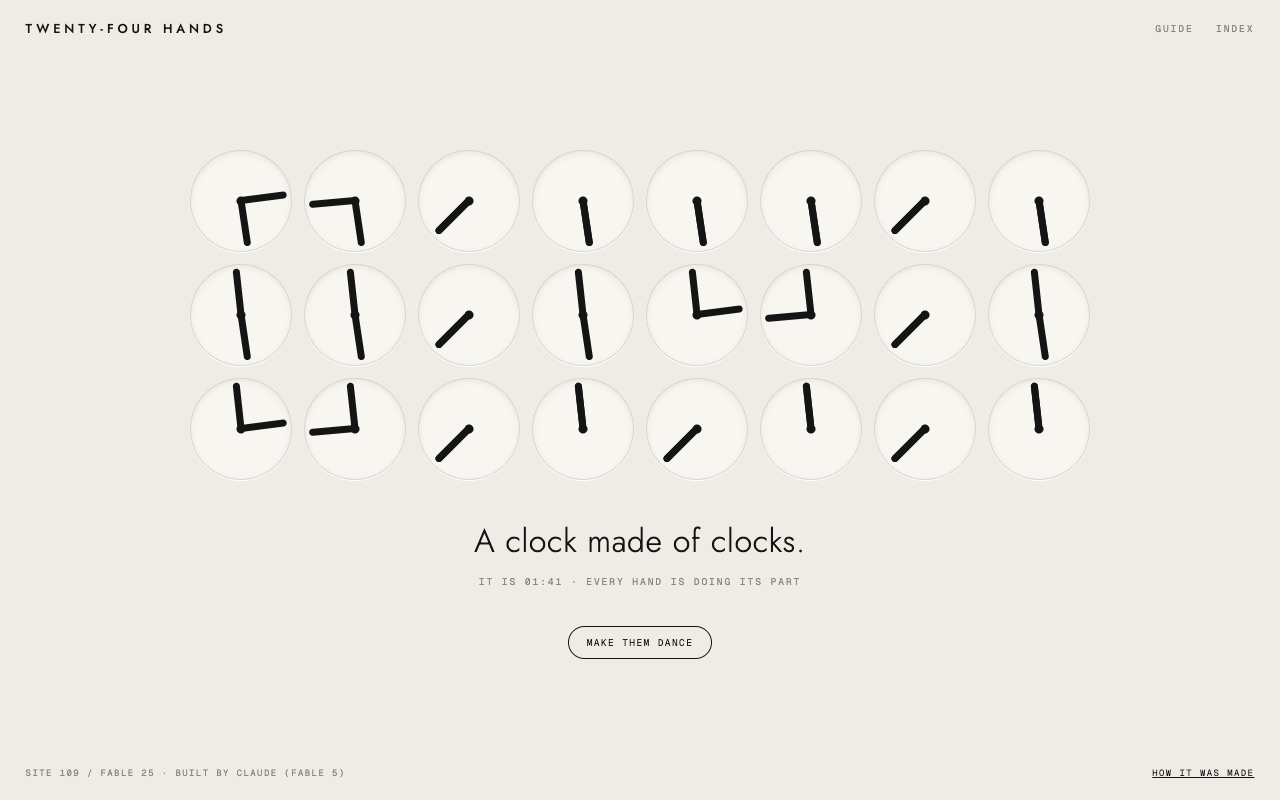 TWENTY-FOUR HANDS
GUIDE INDEX
A clock made of clocks.
IT IS 01:41 · EVERY HAND IS DOING ITS PART
MAKE THEM DANCE
SITE 109 / FABLE 25 · BUILT BY CLAUDE (FABLE 5)
HOW IT WAS MADE